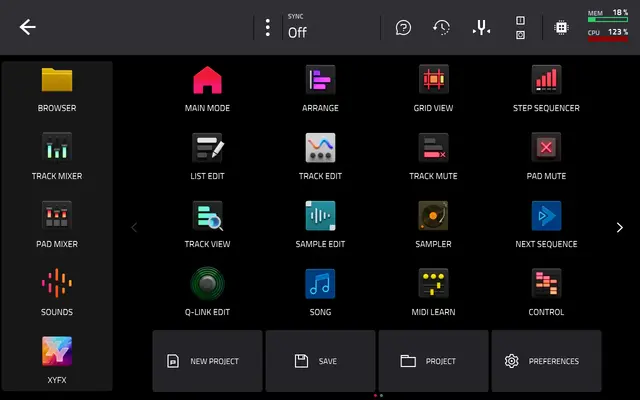 SYNC
Off
MEM 18 %
CPU 123 %
BROWSER
MAIN MODE
ARRANGE
GRID VIEW
STEP SEQUENCER
TRACK MIXER
LIST EDIT
TRACK EDIT
TRACK MUTE
PAD MUTE
PAD MIXER
TRACK VIEW
SAMPLE EDIT
SAMPLER
NEXT SEQUENCE
SOUNDS
Q-LINK EDIT
SONG
MIDI LEARN
CONTROL
XY
XYFX
NEW PROJECT
SAVE
PROJECT
PREFERENCES